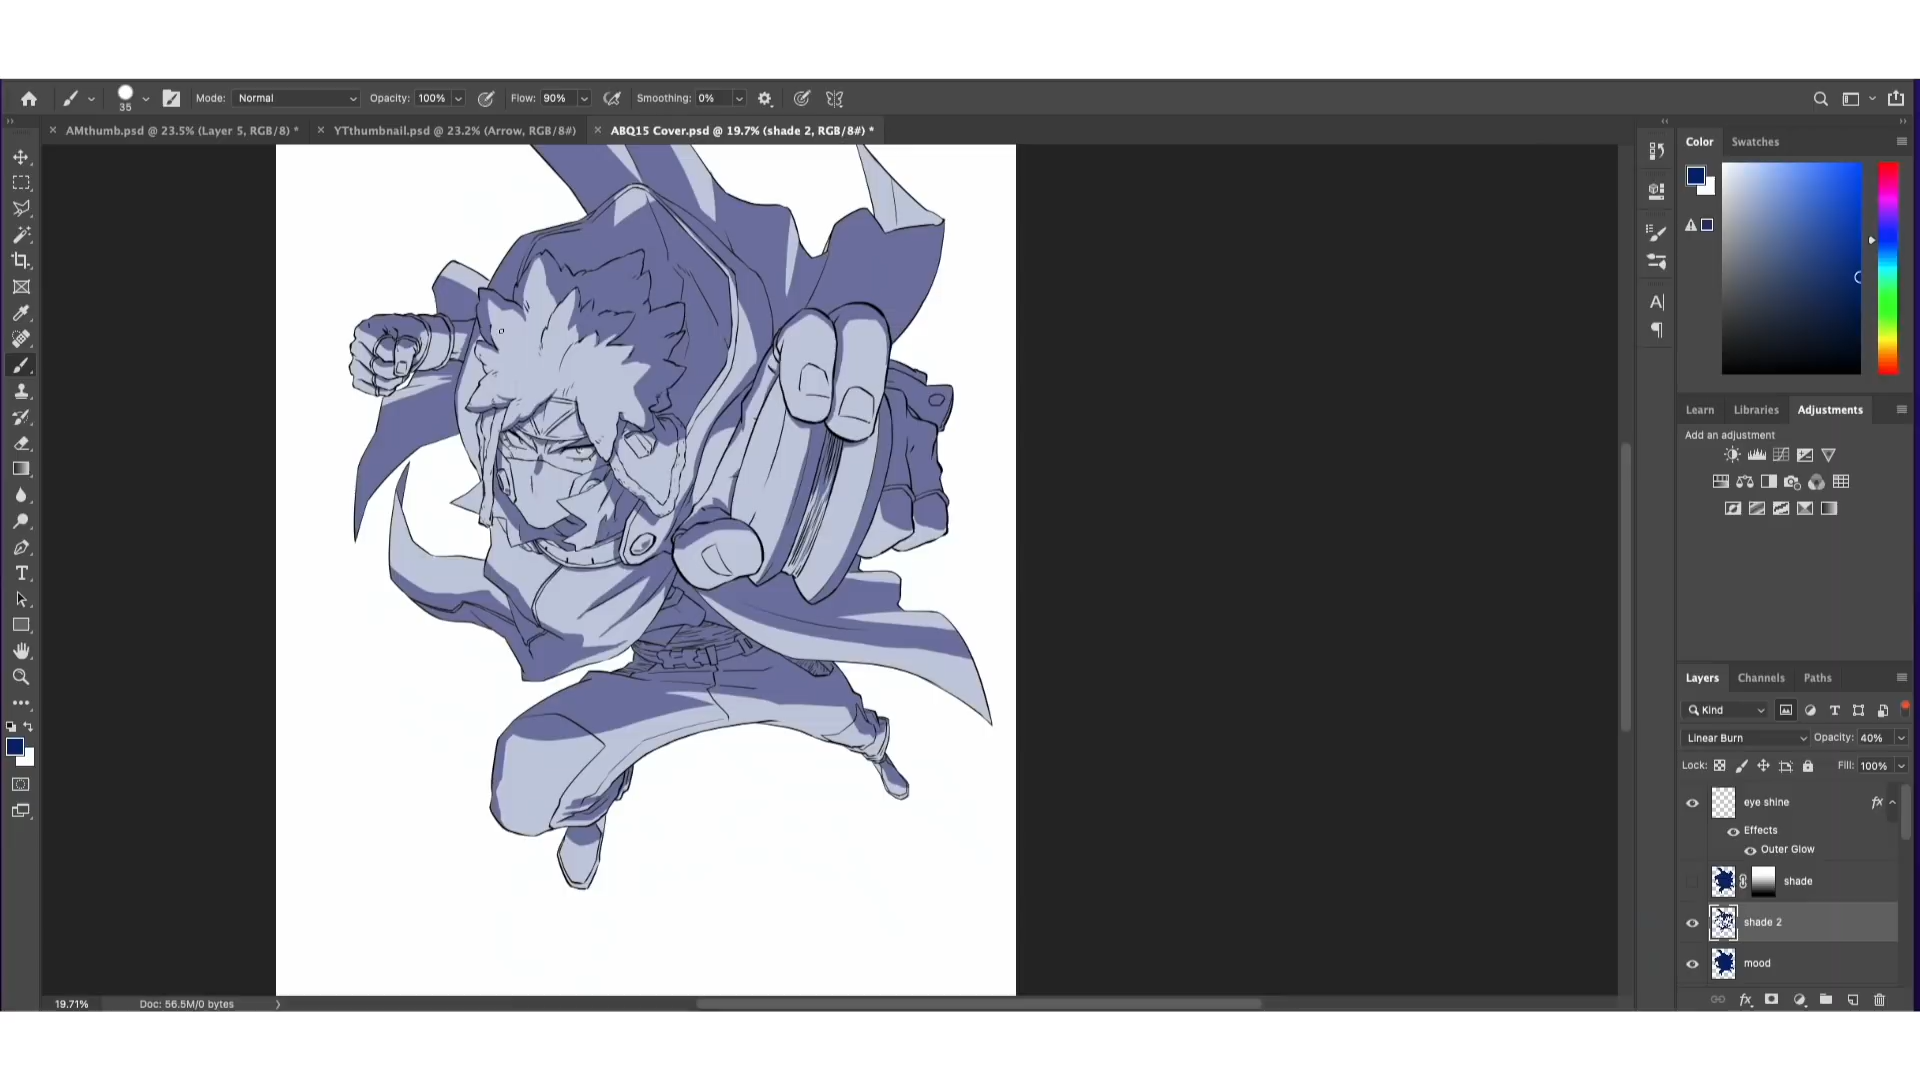 35
Mode: Normal
Opacity: 100%
Flow: 90%
Smoothing: 0%
AMthumb.psd @ 23.5% (Layer 5, RGB/8) *
YTthumbnail.psd @ 23.2% (Arrow, RGB/8#)
ABQ15 Cover.psd @ 19.7% (shade 2, RGB/8#) *
Color
Swatches
Learn
Libraries
Adjustments
Add an adjustment
Layers
Channels
Paths
Kind
Linear Burn
Opacity: 40%
Lock:
Fill: 100%
eye shine
fx
Effects
Outer Glow
shade
shade 2
mood
fx
19.71%
Doc: 56.5M/0 bytes